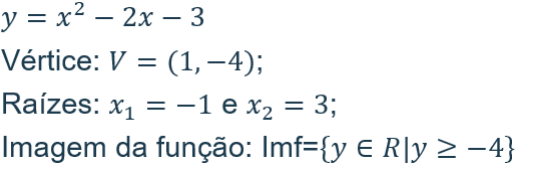 y = x² − 2x − 3
Vértice: V = (1, −4);
Raízes: x₁ = −1 e x₂ = 3;
Imagem da função: Imf={y ∈ R|y ≥ −4}